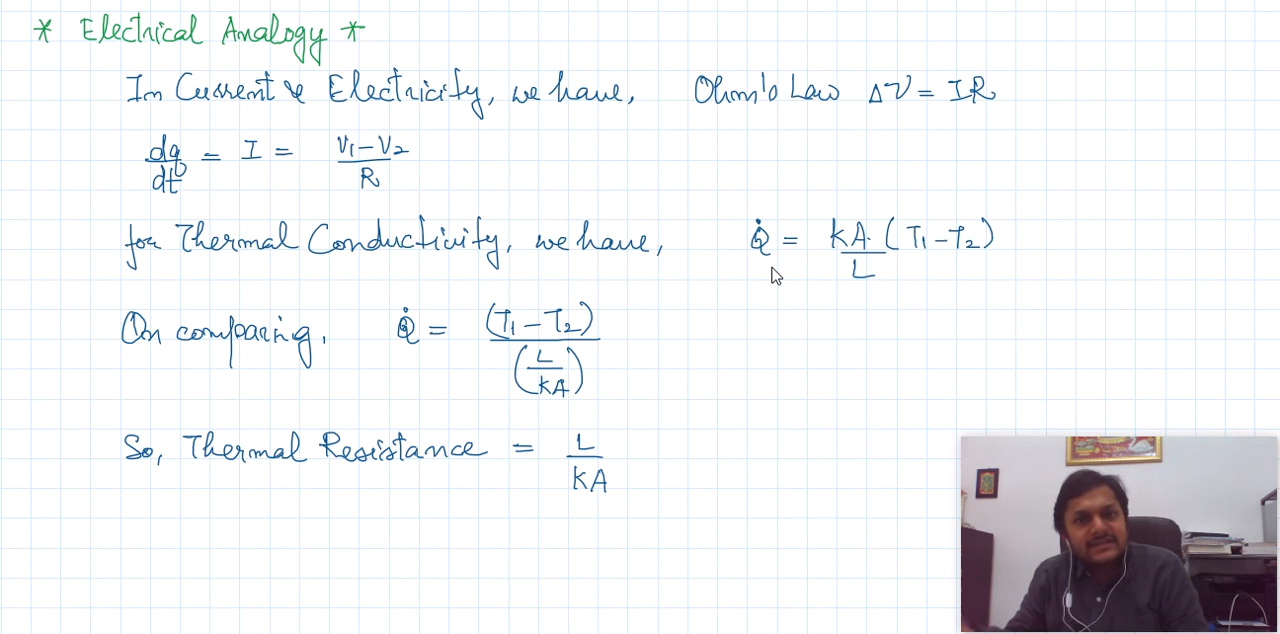 * Electrical Analogy *
In Current & Electricity, we have, Ohm's Law ΔV = IR
dq/dt = I = (V1 - V2)/R
for Thermal Conductivity, we have, Q̇ = kA/L (T1 - T2)
On comparing, Q̇ = (T1 - T2)/(L/kA)
So, Thermal Resistance = L/kA